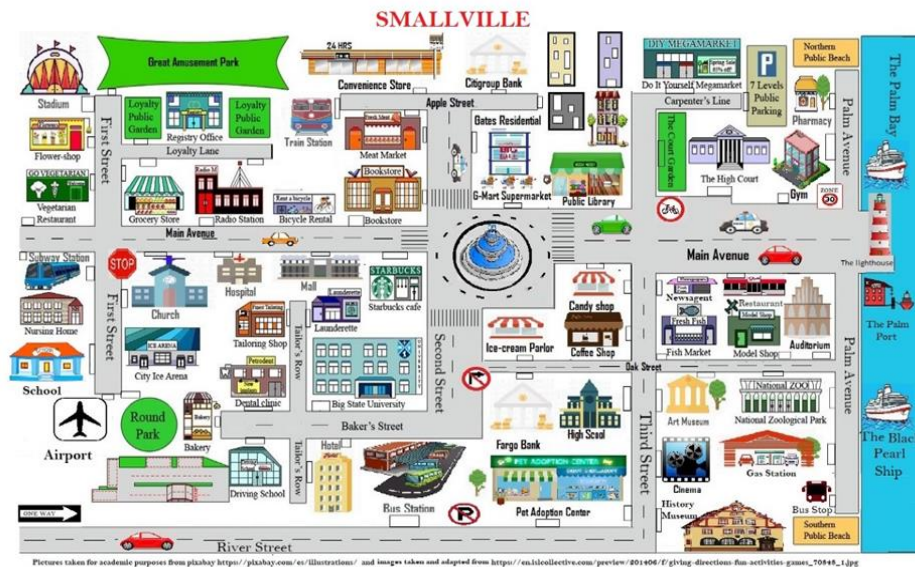 SMALLVILLE
Great Amusement Park
24 HRS
Convenience Store
Citigroup Bank
DIY MEGAMARKET
Spring Sale
Do It Yourself Megamarket
P
7 Levels
Public
Parking
Northern
Public Beach
The Palm Bay
Stadium
First Street
Loyalty
Public
Garden
Registry Office
Loyalty
Public
Garden
Train Station
Fresh Meat
Meat Market
Apple Street
Gates Residential
Carpenter's Line
Pharmacy
Palm Avenue
Flower-shop
Loyalty Lane
The Court Garden
The High Court
Gym
GO VEGETARIAN
Vegetarian
Restaurant
Grocery Store
Radio Station
Rent a bicycle
Bicycle Rental
Bookstore
Bookstore
G-Mart Supermarket
Public Library
ZONE
Main Avenue
Main Avenue
The lighthouse
Subway Station
STOP
Church
Hospital
Mall
STARBUCKS
Starbucks cafe
Candy shop
Newsagent
Restaurant
Auditorium
The Palm
Port
Nursing Home
First Street
Tailoring Shop
Launderette
Launderette
Ice-cream Parlor
Coffee Shop
Fresh Fish
Fish Market
Model Shop
Model Shop
School
ICE ARENA
City Ice Arena
Tailor's Row
Dental clinic
UNIVERSITY
Big State University
Second Street
Oak Street
Palm Avenue
Airport
Round
Park
Bakery
Bakery
Baker's Street
Fargo Bank
High Scool
Third Street
Art Museum
National ZOO
National Zoological Park
The Black
Pearl
Ship
Driving School
Tailor's Row
Hotel
Bus Station
PET ADOPTION CENTER
Pet Adoption Center
Cinema
Gas Station
Bus Stop
ONE WAY
History
Museum
Southern
Public Beach
River Street
Pictures taken for academic purposes from pixabay https://pixabay.com/es/illustrations/ and images taken and adapted from https://en.islcollective.com/preview/201406/f/giving-directions-fun-activities-games_70848_1.jpg